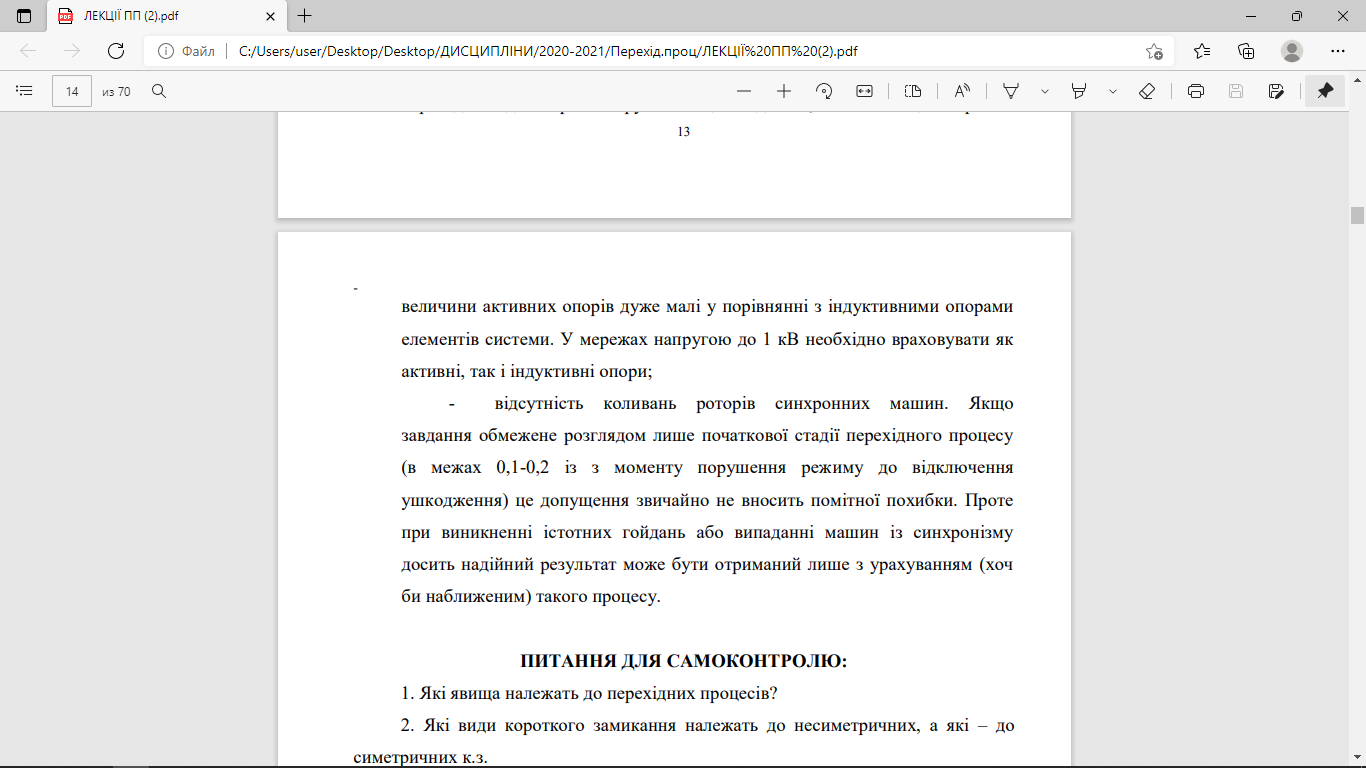 ЛЕКЦІЇ ПП (2).pdf
Файл C:/Users/user/Desktop/Desktop/ДИСЦИПЛІНИ/2020-2021/Перехід.проц/ЛЕКЦІЇ%20ПП%20(2).pdf
14 из 70
13
-
величини активних опорів дуже малі у порівнянні з індуктивними опорами
елементів системи. У мережах напругою до 1 кВ необхідно враховувати як
активні, так і індуктивні опори;
- відсутність коливань роторів синхронних машин. Якщо
завдання обмежене розглядом лише початкової стадії перехідного процесу
(в межах 0,1-0,2 із з моменту порушення режиму до відключення
ушкодження) це допущення звичайно не вносить помітної похибки. Проте
при виникненні істотних гойдань або випаданні машин із синхронізму
досить надійний результат може бути отриманий лише з урахуванням (хоч
би наближеним) такого процесу.
ПИТАННЯ ДЛЯ САМОКОНТРОЛЮ:
1. Які явища належать до перехідних процесів?
2. Які види короткого замикання належать до несиметричних, а які – до
симетричних к.з.